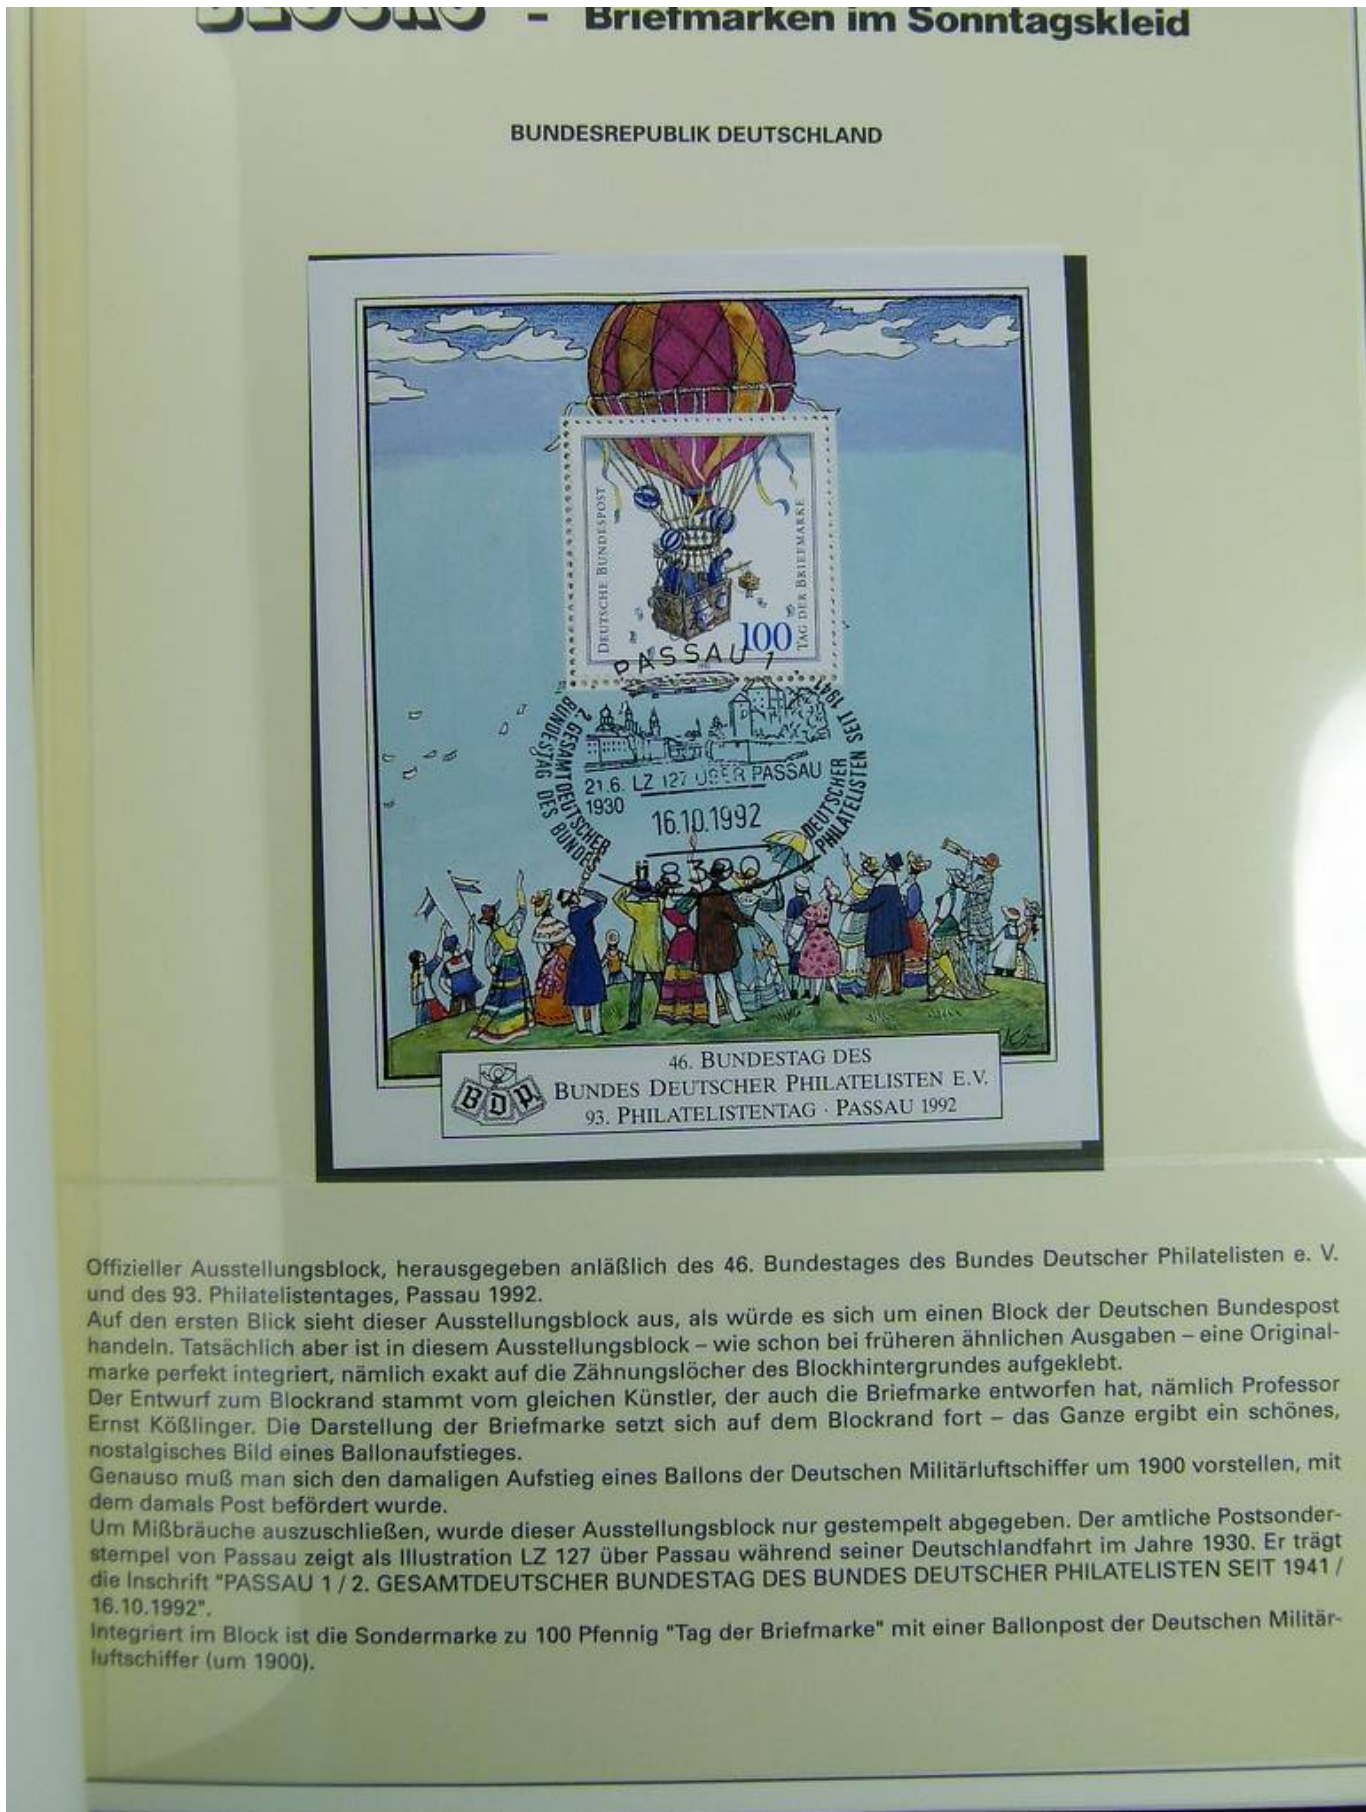 BLOCKS - Briefmarken im Sonntagskleid
BUNDESREPUBLIK DEUTSCHLAND
DEUTSCHE BUNDESPOST
TAG DER BRIEFMARKE
100
PASSAU 1
2. GESAMTDEUTSCHER
BUNDESTAG DES BUNDES
DEUTSCHER
PHILATELISTEN SEIT 1941
21.6. LZ 127 ÜBER PASSAU
1930
16.10.1992
8390
46. BUNDESTAG DES
BDPh
BUNDES DEUTSCHER PHILATELISTEN E.V.
93. PHILATELISTENTAG · PASSAU 1992
Offizieller Ausstellungsblock, herausgegeben anläßlich des 46. Bundestages des Bundes Deutscher Philatelisten e. V.
und des 93. Philatelistentages, Passau 1992.
Auf den ersten Blick sieht dieser Ausstellungsblock aus, als würde es sich um einen Block der Deutschen Bundespost
handeln. Tatsächlich aber ist in diesem Ausstellungsblock – wie schon bei früheren ähnlichen Ausgaben – eine Original-
marke perfekt integriert, nämlich exakt auf die Zähnungslöcher des Blockhintergrundes aufgeklebt.
Der Entwurf zum Blockrand stammt vom gleichen Künstler, der auch die Briefmarke entworfen hat, nämlich Professor
Ernst Kößlinger. Die Darstellung der Briefmarke setzt sich auf dem Blockrand fort – das Ganze ergibt ein schönes,
nostalgisches Bild eines Ballonaufstieges.
Genauso muß man sich den damaligen Aufstieg eines Ballons der Deutschen Militärluftschiffer um 1900 vorstellen, mit
dem damals Post befördert wurde.
Um Mißbräuche auszuschließen, wurde dieser Ausstellungsblock nur gestempelt abgegeben. Der amtliche Postsonder-
stempel von Passau zeigt als Illustration LZ 127 über Passau während seiner Deutschlandfahrt im Jahre 1930. Er trägt
die Inschrift "PASSAU 1 / 2. GESAMTDEUTSCHER BUNDESTAG DES BUNDES DEUTSCHER PHILATELISTEN SEIT 1941 /
16.10.1992".
Integriert im Block ist die Sondermarke zu 100 Pfennig "Tag der Briefmarke" mit einer Ballonpost der Deutschen Militär-
luftschiffer (um 1900).